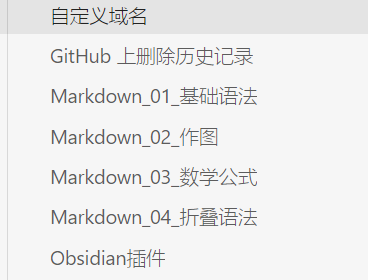 自定义域名
GitHub 上删除历史记录
Markdown_01_基础语法
Markdown_02_作图
Markdown_03_数学公式
Markdown_04_折叠语法
Obsidian插件